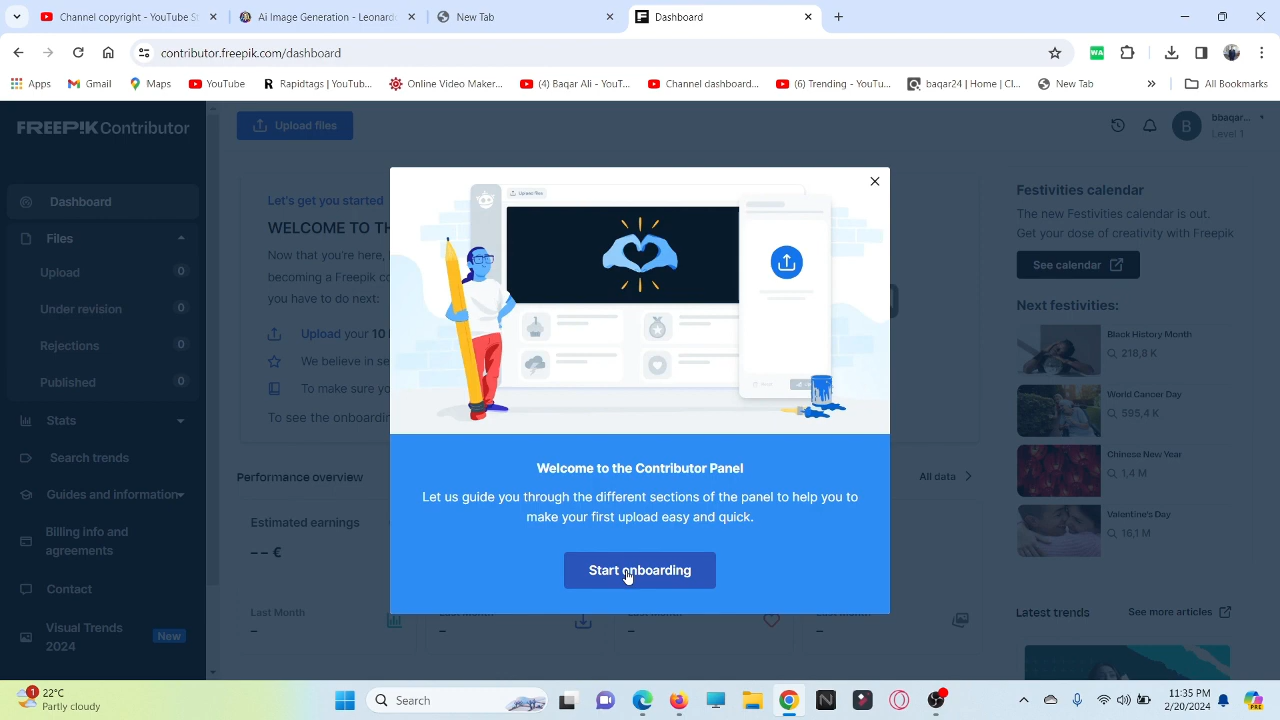 Channel content - YouTube S
Ai Image Generation - Leaderb
New Tab
Dashboard
contributor.freepik.com/dashboard
Apps
Gmail
Maps
YouTube
Rapidtags | YouTub...
Online Video Maker...
(4) Baqar Ali - YouT...
Channel dashboard...
(6) Trending - YouTu...
baqar24 | Home | Cl...
New Tab
»
All Bookmarks
FREEPIK Contributor
Upload files
bbaqar...
Level 1
B
Dashboard
Files
Upload 0
Under revision 0
Rejections 0
Published 0
Stats
Search trends
Guides and information
Billing info and
agreements
Contact
Visual Trends
2024
New
Let's get you started
WELCOME TO TH
Now that you're here,
becoming a Freepik co
you have to do next:
Upload your 10
We believe in se
To make sure yo
To see the onboardin
Performance overview
All data
Estimated earnings
-- €
Last Month
–
–
–
–
Welcome to the Contributor Panel
Let us guide you through the different sections of the panel to help you to
make your first upload easy and quick.
Start onboarding
Festivities calendar
The new Festivities calendar is out.
Get your dose of creativity with Freepik
See calendar
Next festivities:
Black History Month
218,8 K
World Cancer Day
595,4 K
Chinese New Year
1,4 M
Valentine's Day
16,1 M
Latest trends
See more articles
1
22°C
Partly cloudy
Search
11:35 PM
2/20/2024